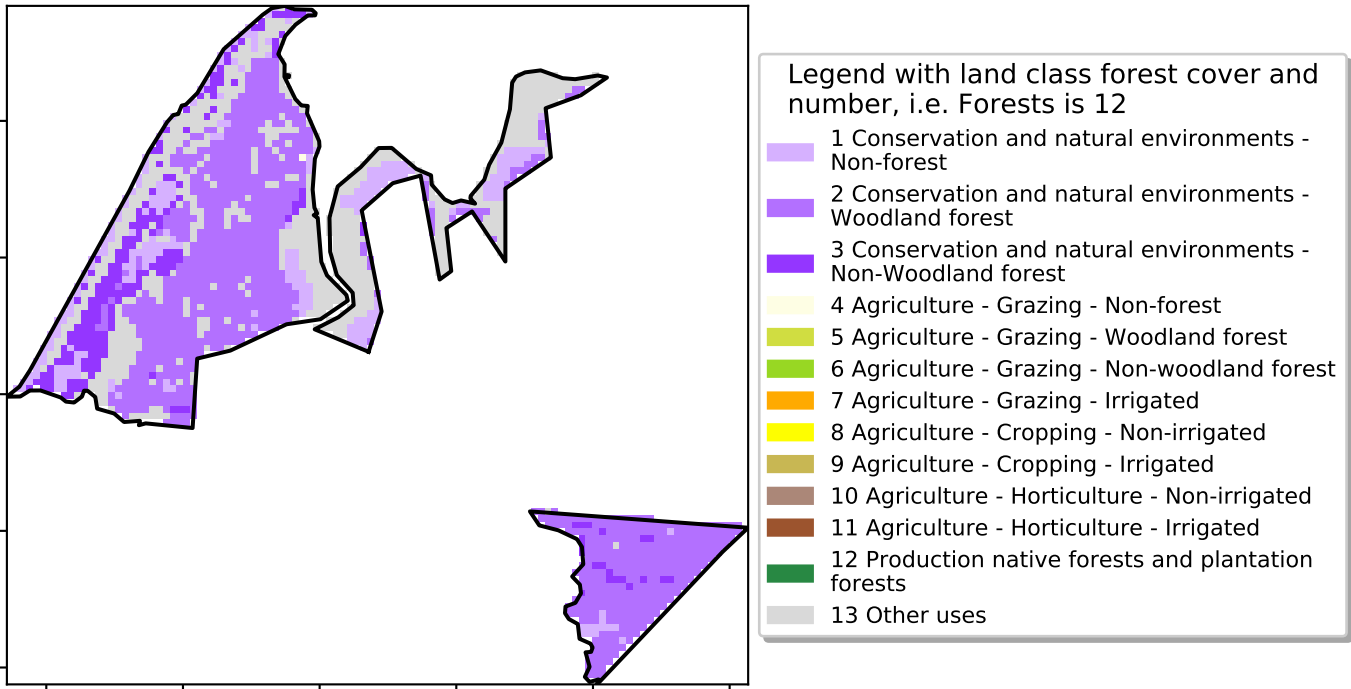 Legend with land class forest cover and
number, i.e. Forests is 12
1 Conservation and natural environments -
Non-forest
2 Conservation and natural environments -
Woodland forest
3 Conservation and natural environments -
Non-Woodland forest
4 Agriculture - Grazing - Non-forest
5 Agriculture - Grazing - Woodland forest
6 Agriculture - Grazing - Non-woodland forest
7 Agriculture - Grazing - Irrigated
8 Agriculture - Cropping - Non-irrigated
9 Agriculture - Cropping - Irrigated
10 Agriculture - Horticulture - Non-irrigated
11 Agriculture - Horticulture - Irrigated
12 Production native forests and plantation
forests
13 Other uses